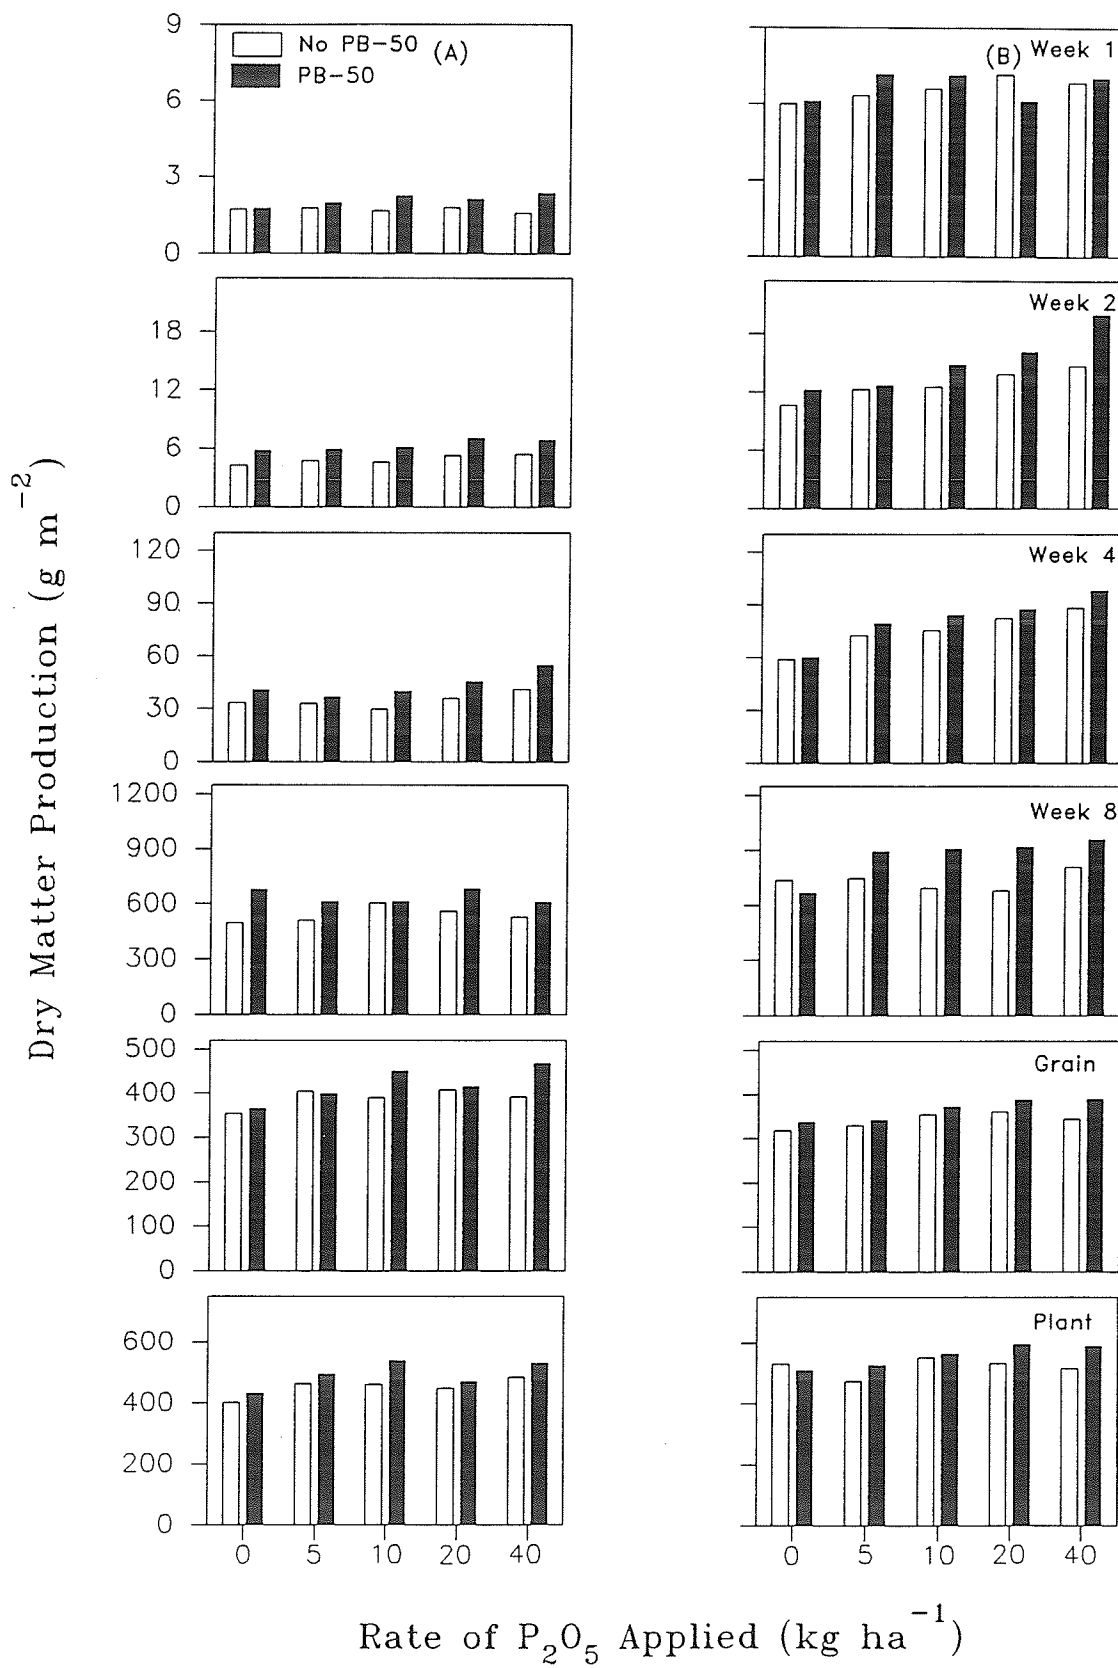 Dry Matter Production (g m⁻²)
9
6
3
0
No PB-50 (A)
PB-50
(B) Week 1
18
12
6
0
Week 2
120
90
60
30
0
Week 4
1200
900
600
300
0
Week 8
500
400
300
200
100
0
Grain
600
400
200
0
Plant
0 5 10 20 40
0 5 10 20 40
Rate of P₂O₅ Applied (kg ha⁻¹)